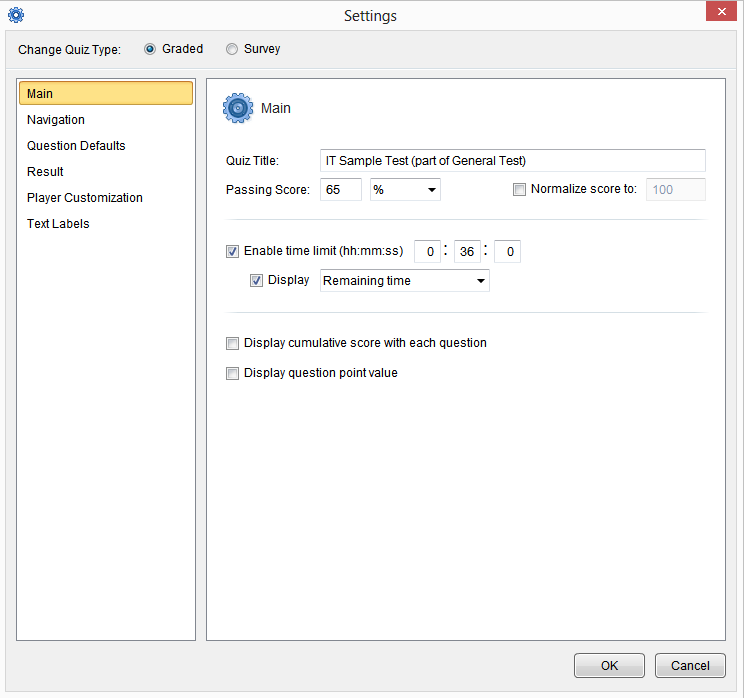 Settings
Change Quiz Type: Graded Survey
Main
Navigation
Question Defaults
Result
Player Customization
Text Labels
Main
Quiz Title: IT Sample Test (part of General Test)
Passing Score: 65 % Normalize score to: 100
Enable time limit (hh:mm:ss) 0 : 36 : 0
Display Remaining time
Display cumulative score with each question
Display question point value
OK Cancel